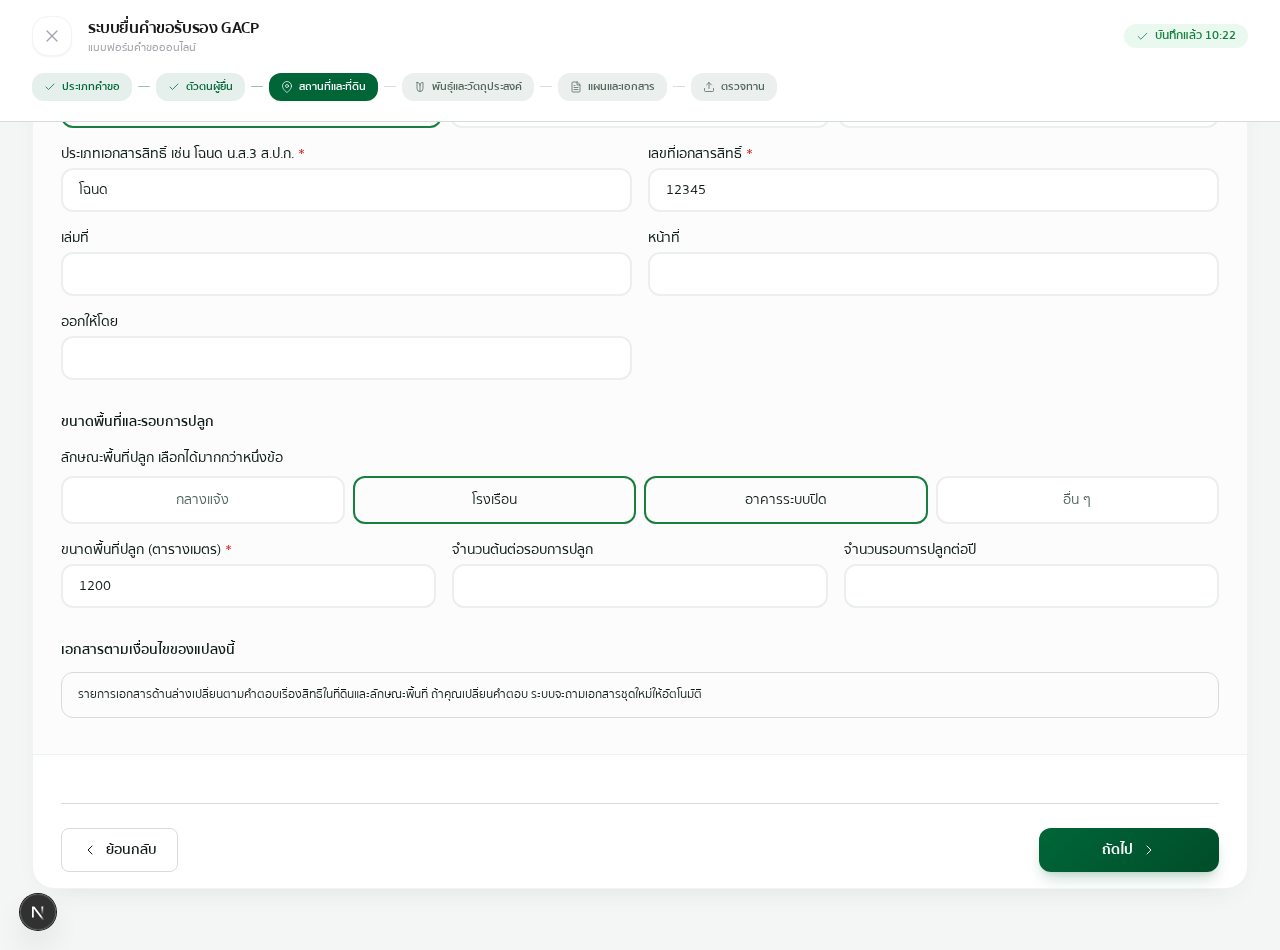 ระบบยื่นคำขอรับรอง GACP
แบบฟอร์มคำขอออนไลน์
บันทึกแล้ว 10:22
ประเภทคำขอ
ตัวตนผู้ยื่น
สถานที่และที่ดิน
พันธุ์และวัตถุประสงค์
แผนและเอกสาร
ตรวจทาน
ประเภทเอกสารสิทธิ์ เช่น โฉนด น.ส.3 ส.ป.ก. *
เลขที่เอกสารสิทธิ์ *
โฉนด
12345
เล่มที่
หน้าที่
ออกให้โดย
ขนาดพื้นที่และรอบการปลูก
ลักษณะพื้นที่ปลูก เลือกได้มากกว่าหนึ่งข้อ
กลางแจ้ง
โรงเรือน
อาคารระบบปิด
อื่น ๆ
ขนาดพื้นที่ปลูก (ตารางเมตร) *
จำนวนต้นต่อรอบการปลูก
จำนวนรอบการปลูกต่อปี
1200
เอกสารตามเงื่อนไขของแปลงนี้
รายการเอกสารด้านล่างเปลี่ยนตามคำตอบเรื่องสิทธิในที่ดินและลักษณะพื้นที่ ถ้าคุณเปลี่ยนคำตอบ ระบบจะถามเอกสารชุดใหม่ให้อัตโนมัติ
ย้อนกลับ
ถัดไป
N